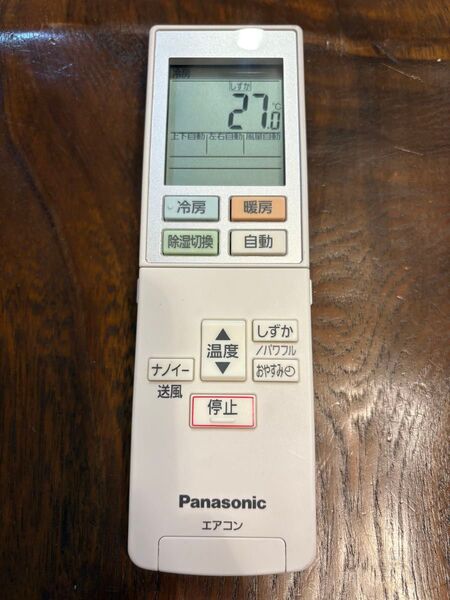 冷房
しずか
27.0℃
上下自動 左右自動 風量自動
冷房 暖房
除湿切換 自動
しずか
温度
/パワフル
ナノイー おやすみ
送風
停止
Panasonic
エアコン